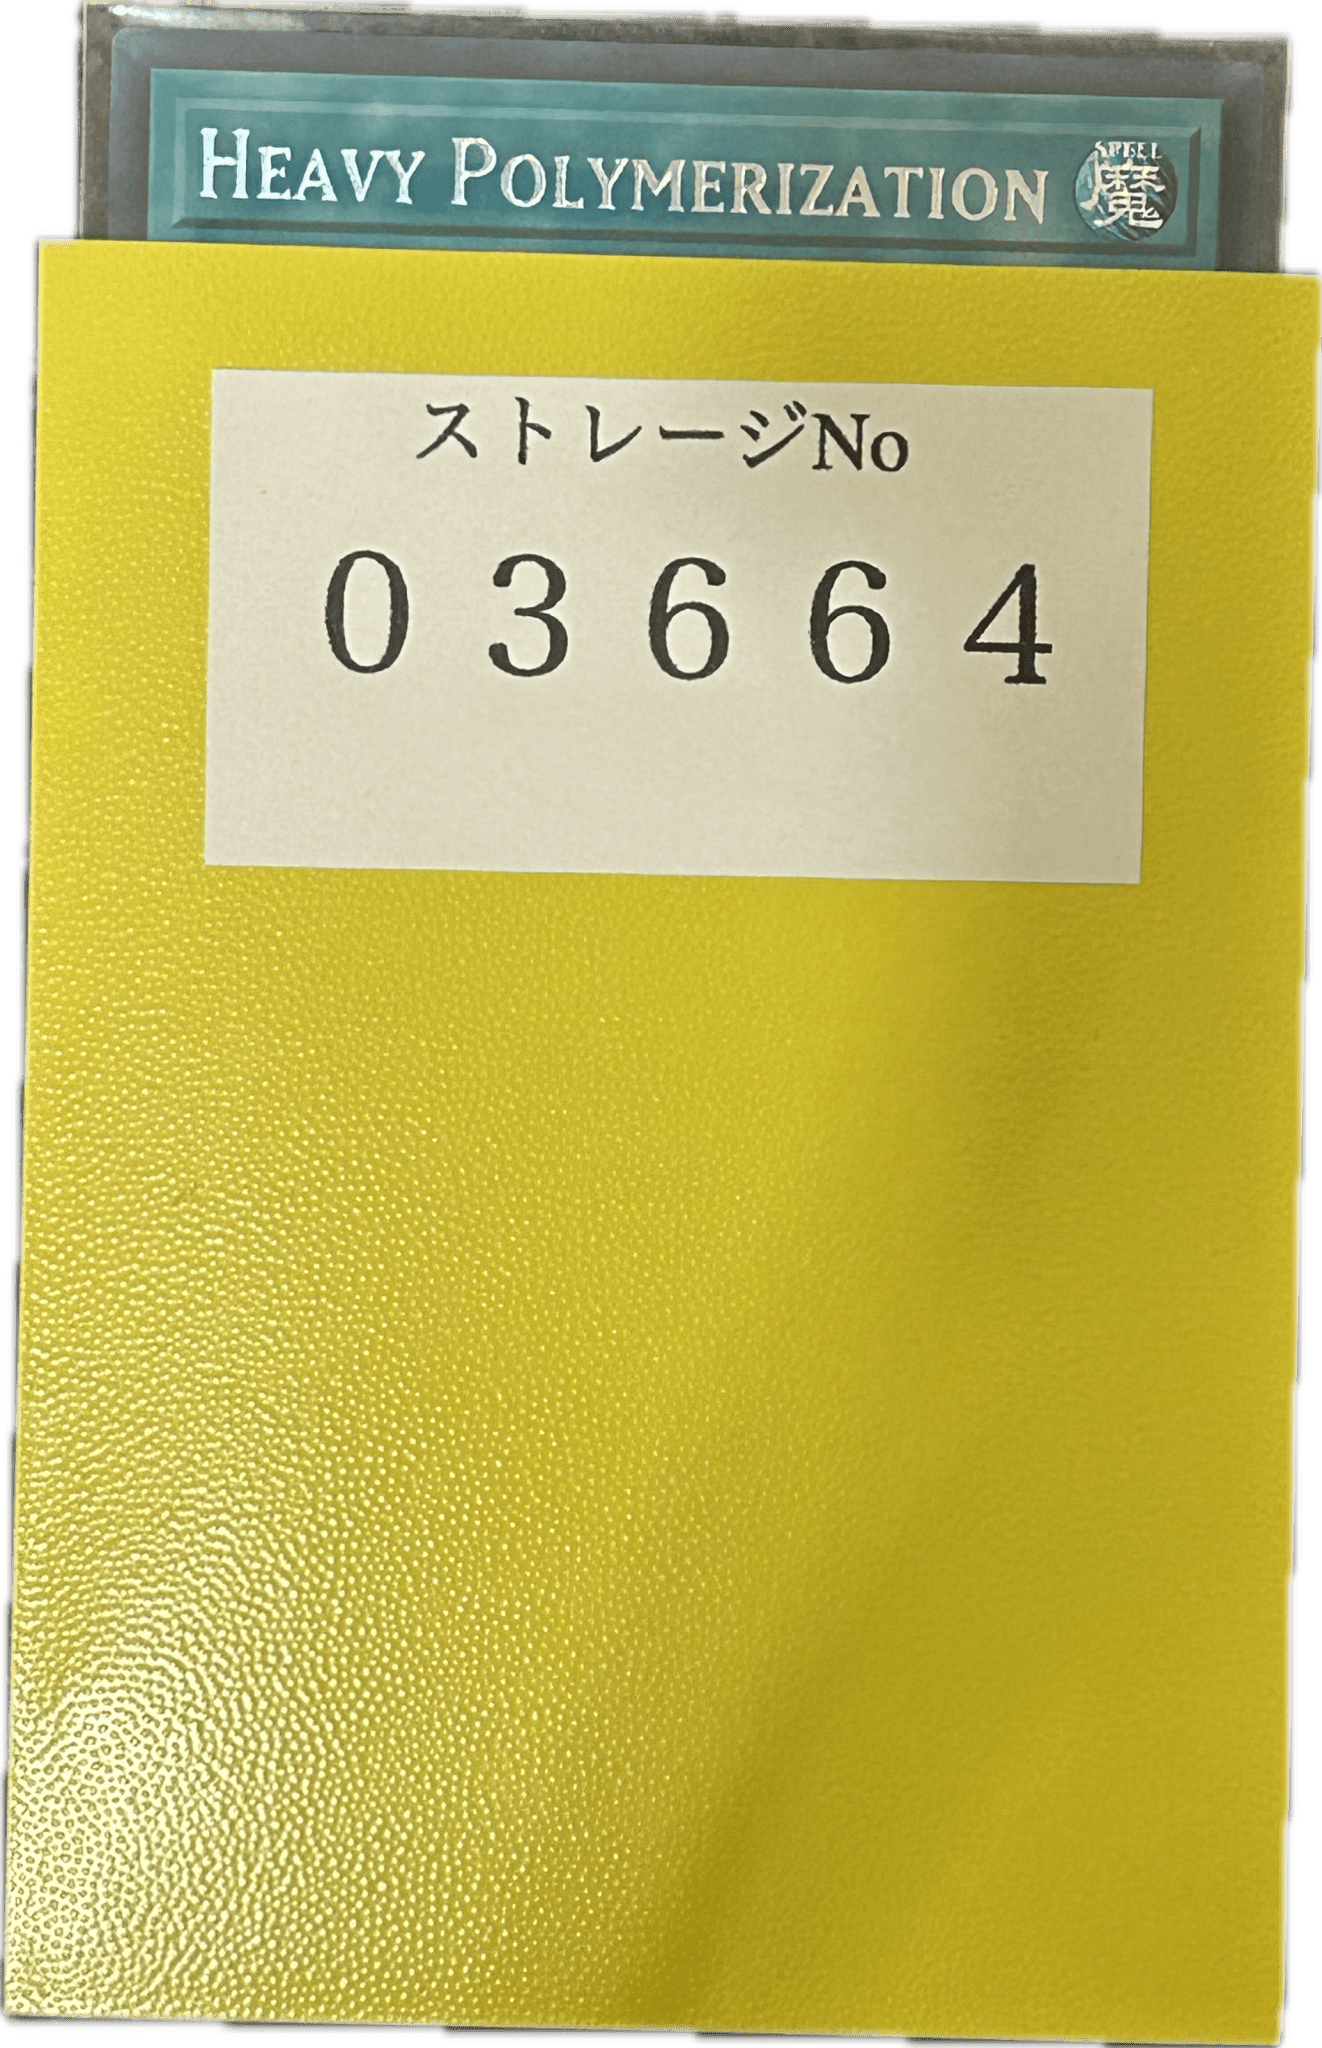 HEAVY POLYMERIZATION
SPELL
魔
ストレージNo
０３６６４